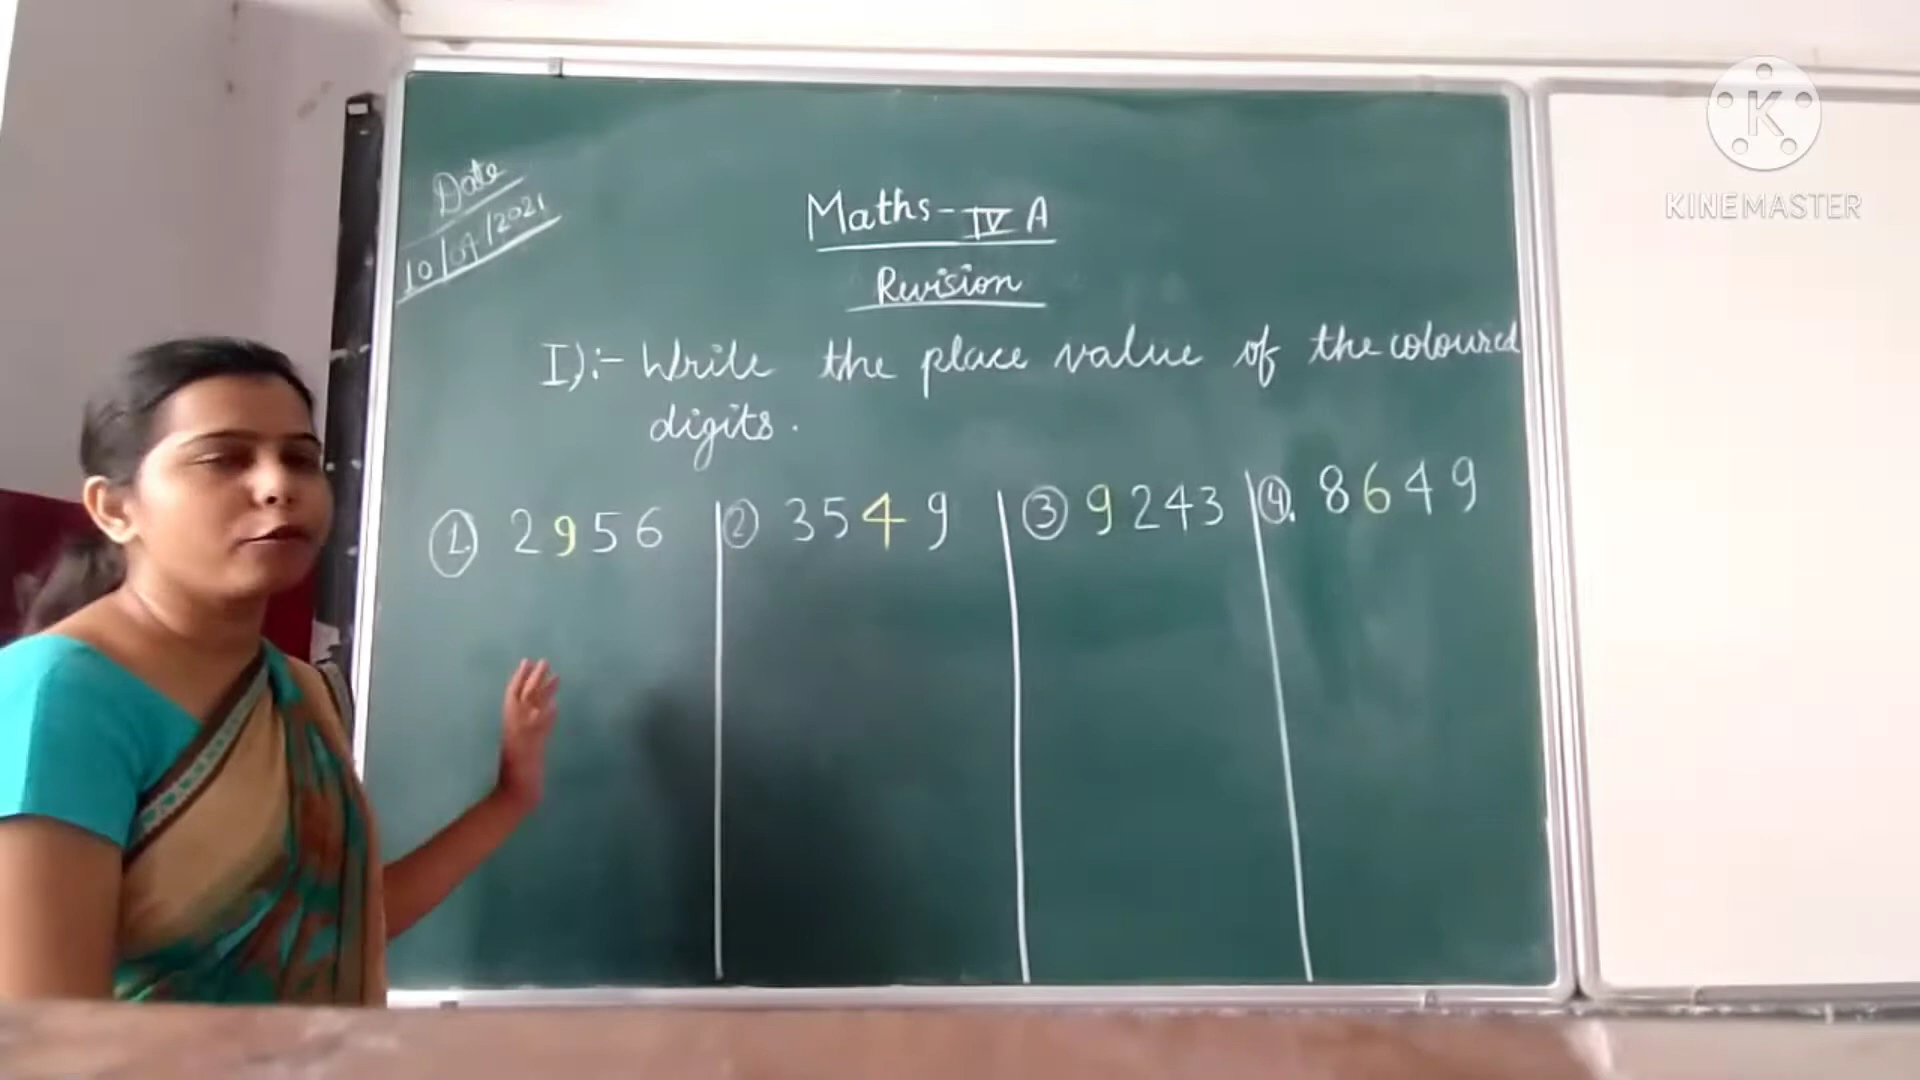 Date
10/07/2021
Maths - IV A
Revision
I):- Write the place value of the coloured
digits.
1. 2956
2 3549
3 9243
4. 8649
K
KINEMASTER